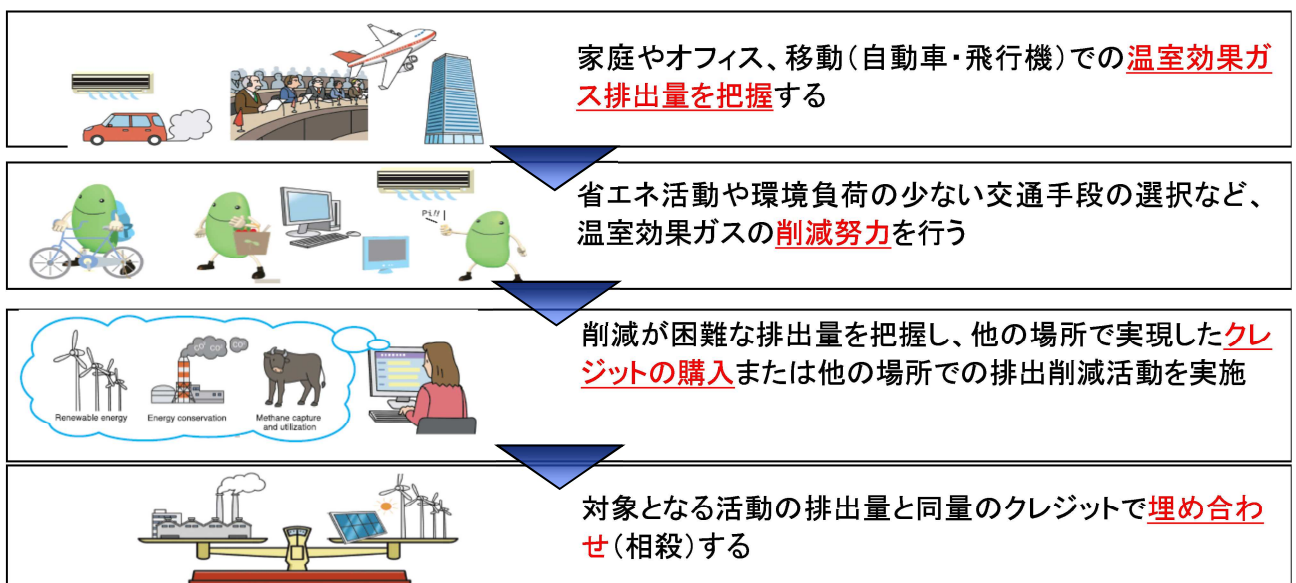 家庭やオフィス、移動(自動車・飛行機)での温室効果ガ
ス排出量を把握する
Pi!!
省エネ活動や環境負荷の少ない交通手段の選択など、
温室効果ガスの削減努力を行う
削減が困難な排出量を把握し、他の場所で実現したクレ
ジットの購入または他の場所での排出削減活動を実施
CO² CO² CO²
Renewable energy
Energy conservation
Methane capture
and utilization
対象となる活動の排出量と同量のクレジットで埋め合わ
せ(相殺)する